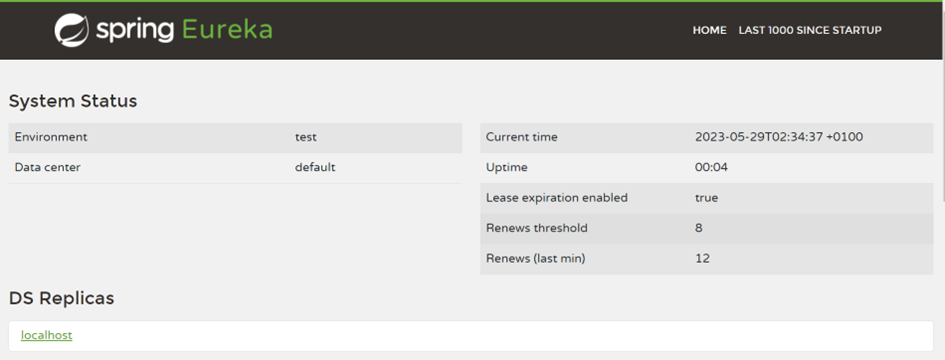 spring Eureka
HOME LAST 1000 SINCE STARTUP
System Status
Environment test
Data center default
Current time 2023-05-29T02:34:37 +0100
Uptime 00:04
Lease expiration enabled true
Renews threshold 8
Renews (last min) 12
DS Replicas
localhost